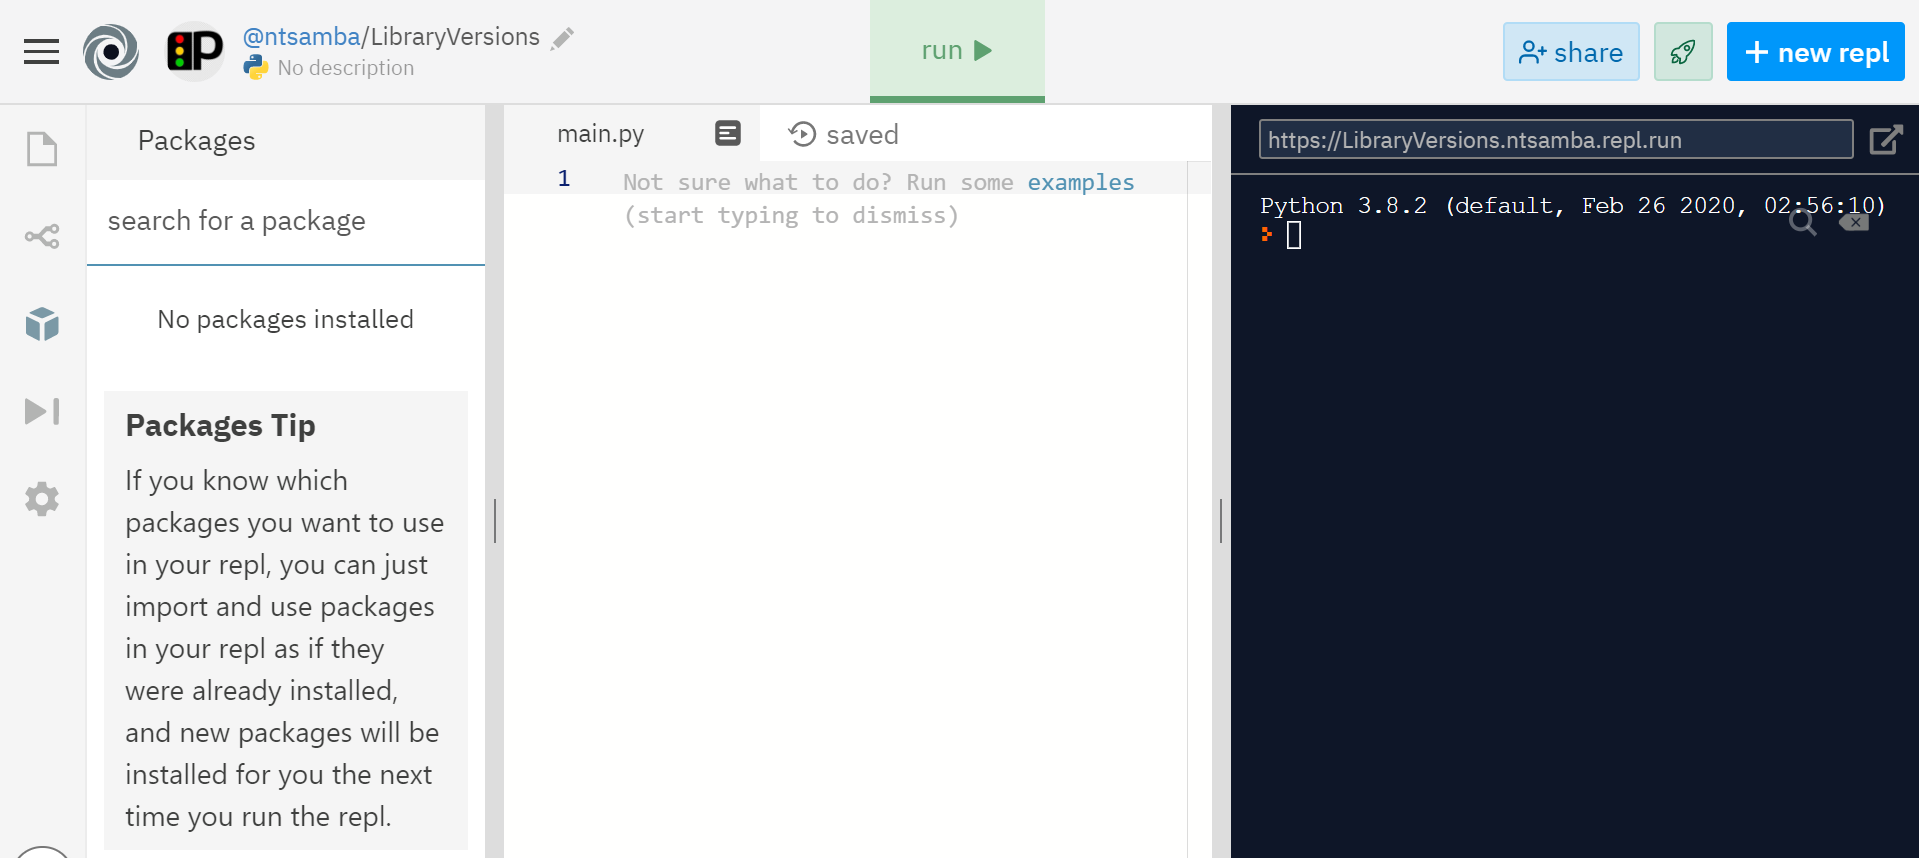 P
@ntsamba/LibraryVersions
No description
run
share
+ new repl
Packages
search for a package
No packages installed
Packages Tip
If you know which
packages you want to use
in your repl, you can just
import and use packages
in your repl as if they
were already installed,
and new packages will be
installed for you the next
time you run the repl.
main.py
saved
1
Not sure what to do? Run some examples
(start typing to dismiss)
https://LibraryVersions.ntsamba.repl.run
Python 3.8.2 (default, Feb 26 2020, 02:56:10)